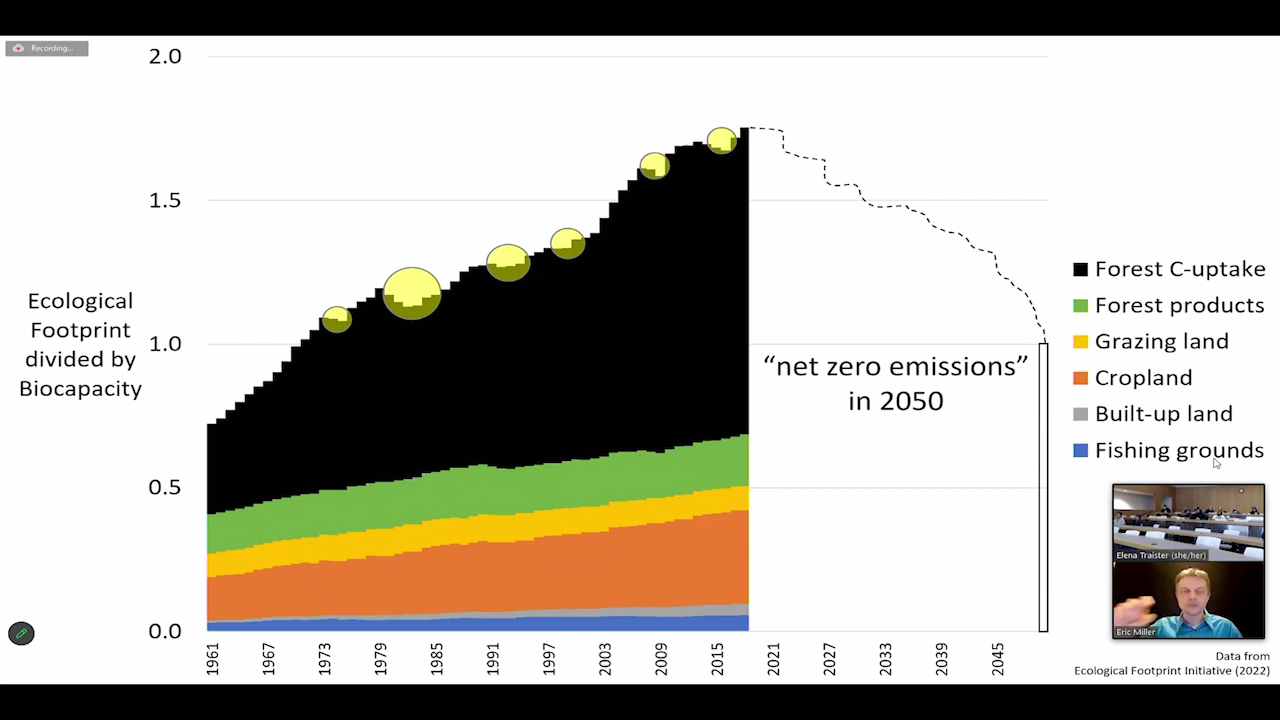 Recording...
2.0
1.5
1.0
0.5
0.0
Ecological
Footprint
divided by
Biocapacity
1961
1967
1973
1979
1985
1991
1997
2003
2009
2015
2021
2027
2033
2039
2045
“net zero emissions”
in 2050
Forest C-uptake
Forest products
Grazing land
Cropland
Built-up land
Fishing grounds
Elena Traister (she/her)
Eric Miller
Data from
Ecological Footprint Initiative (2022)